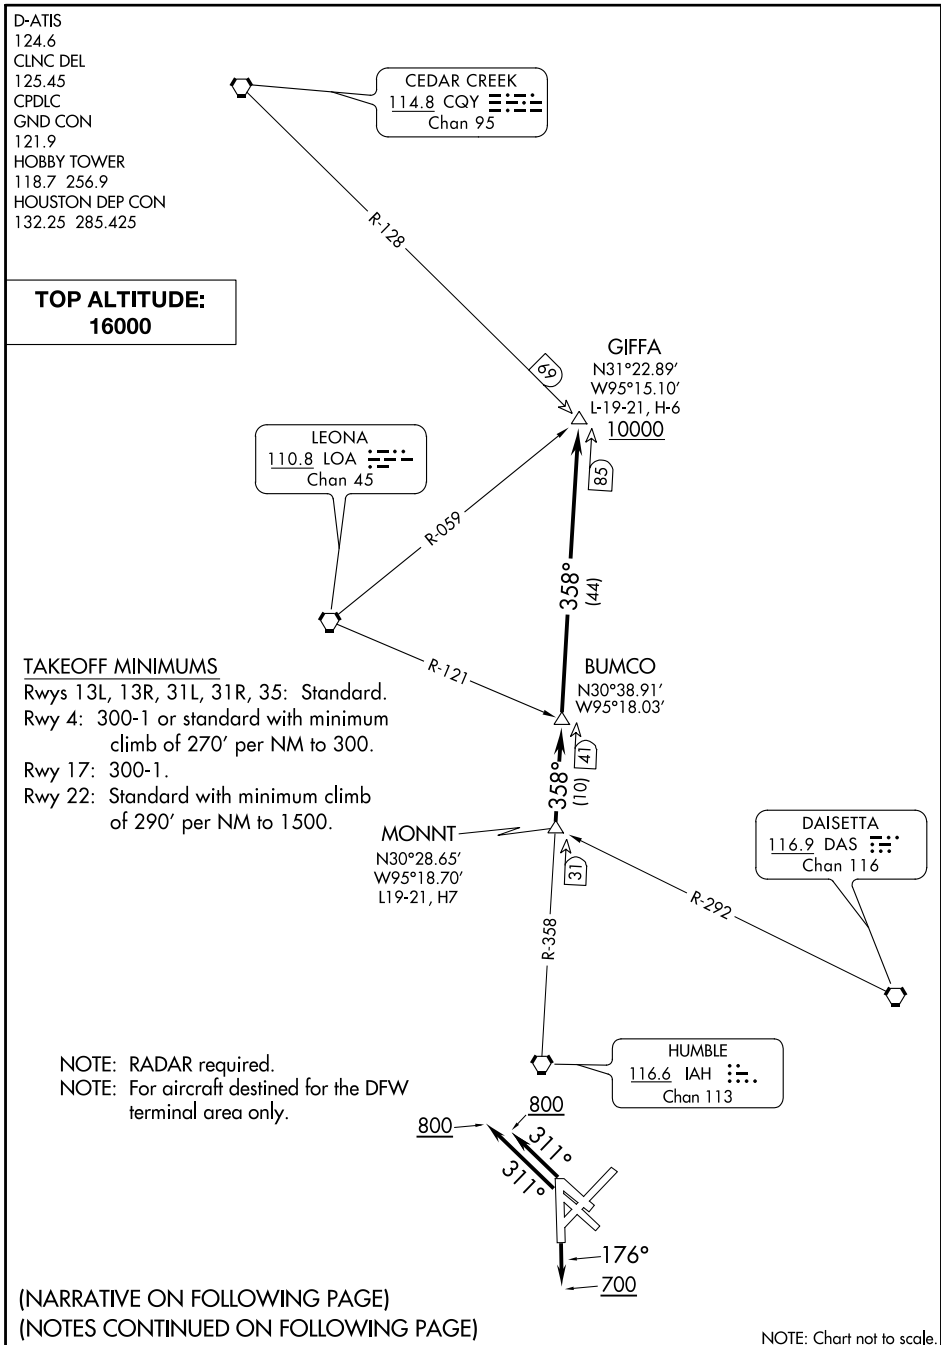 D-ATIS
124.6
CLNC DEL
125.45
CPDLC
GND CON
121.9
HOBBY TOWER
118.7 256.9
HOUSTON DEP CON
132.25 285.425
CEDAR CREEK
114.8 CQY
Chan 95
R-128
TOP ALTITUDE:
16000
69
GIFFA
N31°22.89'
W95°15.10'
L-19-21, H-6
10000
85
LEONA
110.8 LOA
Chan 45
R-059
358°
(44)
R-121
BUMCO
N30°38.91'
W95°18.03'
41
TAKEOFF MINIMUMS
Rwys 13L, 13R, 31L, 31R, 35: Standard.
Rwy 4: 300-1 or standard with minimum
climb of 270' per NM to 300.
Rwy 17: 300-1.
Rwy 22: Standard with minimum climb
of 290' per NM to 1500.
358°
(10)
MONNT
N30°28.65'
W95°18.70'
L19-21, H7
31
DAISETTA
116.9 DAS
Chan 116
R-292
R-358
HUMBLE
116.6 IAH
Chan 113
NOTE: RADAR required.
NOTE: For aircraft destined for the DFW
terminal area only.
800
800
311°
311°
176°
700
(NARRATIVE ON FOLLOWING PAGE)
(NOTES CONTINUED ON FOLLOWING PAGE)
NOTE: Chart not to scale.